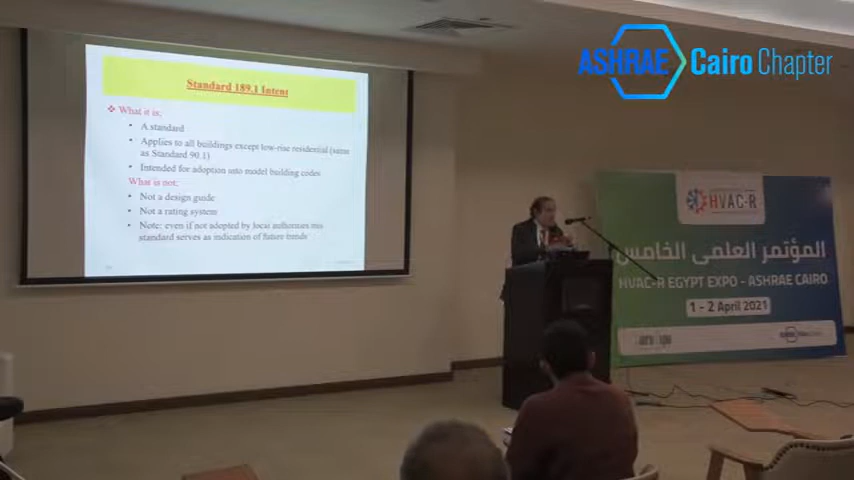 ASHRAE Cairo Chapter
Standard 189.1 Intent
❖ What it is:
• A standard
• Applies to all buildings except low-rise residential (same
as Standard 90.1)
• Intended for adoption into model building codes
What is not:
• Not a design guide
• Not a rating system
• Note: even if not adopted by local authorities this
standard serves as indication of future trends
HVAC-R
المؤتمر العلمى الخامس
HVAC-R EGYPT EXPO - ASHRAE CAIRO
1 - 2 April 2021